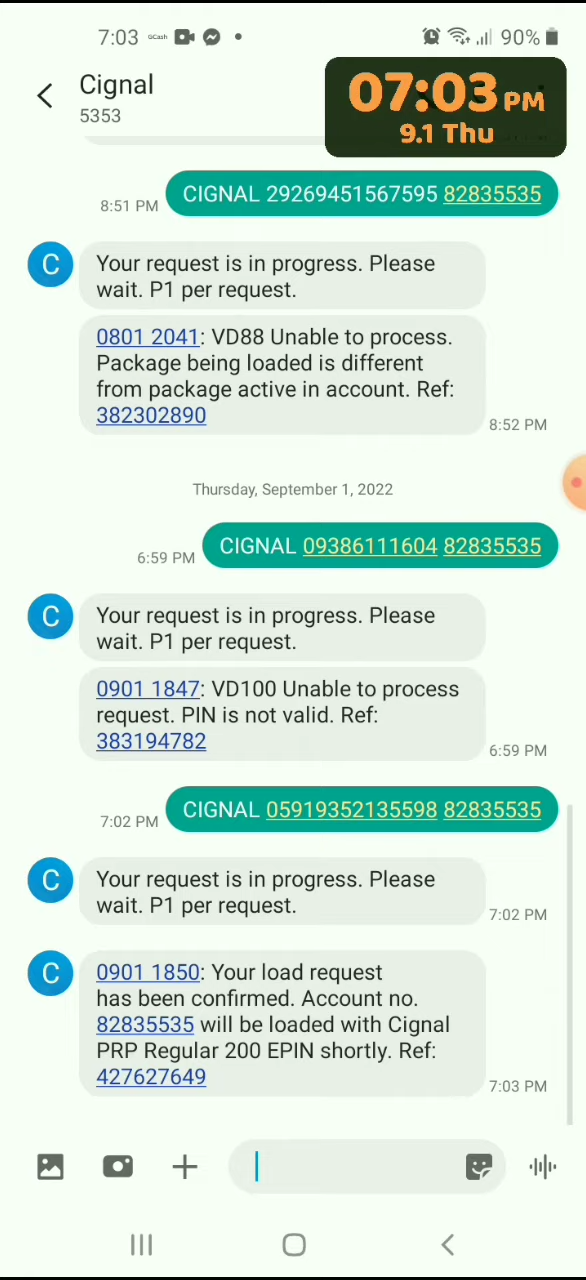 7:03 GCash 90%
Cignal
5353
07:03 PM
9.1 Thu
CIGNAL 29269451567595 82835535
8:51 PM
C
Your request is in progress. Please
wait. P1 per request.
0801 2041: VD88 Unable to process.
Package being loaded is different
from package active in account. Ref:
382302890
8:52 PM
Thursday, September 1, 2022
CIGNAL 09386111604 82835535
6:59 PM
C
Your request is in progress. Please
wait. P1 per request.
0901 1847: VD100 Unable to process
request. PIN is not valid. Ref:
383194782
6:59 PM
CIGNAL 05919352135598 82835535
7:02 PM
C
Your request is in progress. Please
wait. P1 per request.
7:02 PM
C
0901 1850: Your load request
has been confirmed. Account no.
82835535 will be loaded with Cignal
PRP Regular 200 EPIN shortly. Ref:
427627649
7:03 PM